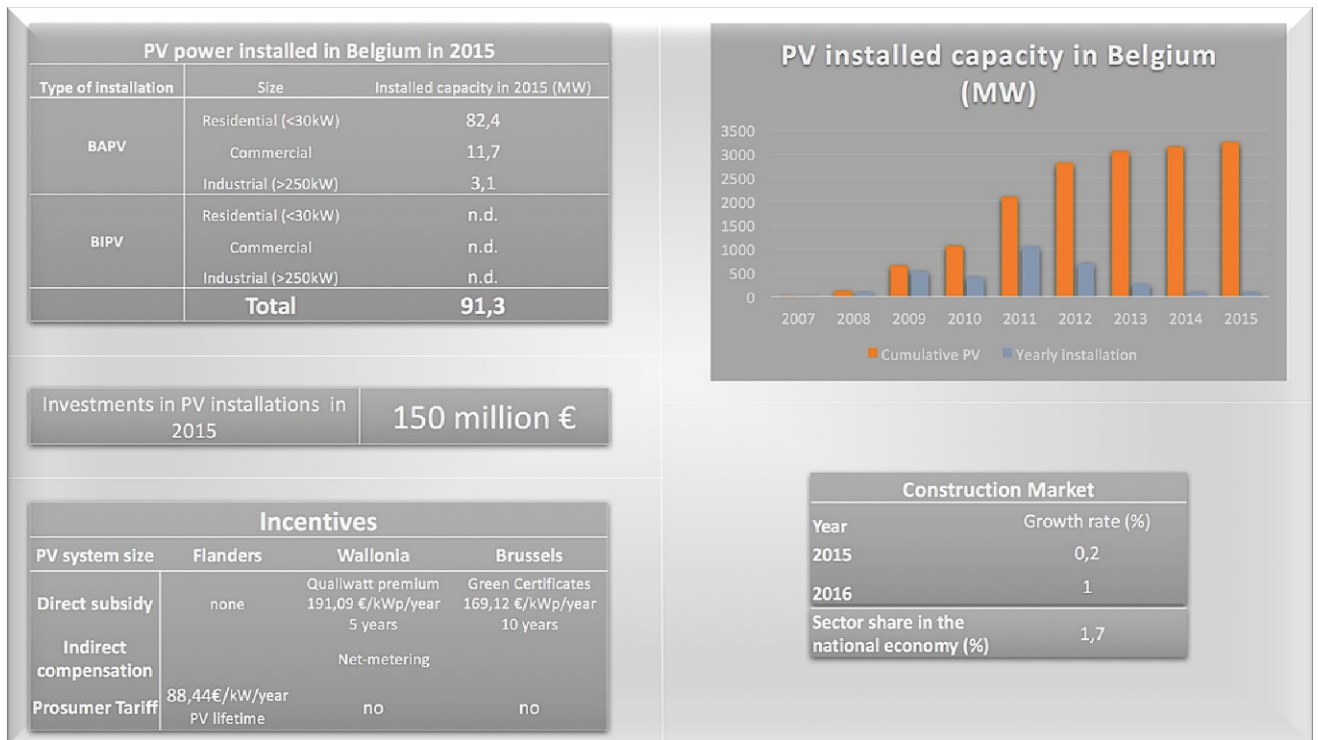 PV power installed in Belgium in 2015
Type of installation Size Installed capacity in 2015 (MW)
BAPV
Residential (<30kW) 82,4
Commercial 11,7
Industrial (>250kW) 3,1
BIPV
Residential (<30kW) n.d.
Commercial n.d.
Industrial (>250kW) n.d.
Total 91,3
Investments in PV installations in
2015
150 million €
Incentives
PV system size Flanders Wallonia Brussels
Direct subsidy none
Qualiwatt premium
191,09 €/kWp/year
5 years
Green Certificates
169,12 €/kWp/year
10 years
Indirect
compensation
Net-metering
Prosumer Tariff
88,44€/kW/year
PV lifetime
no no
PV installed capacity in Belgium
(MW)
3500
3000
2500
2000
1500
1000
500
0
2007 2008 2009 2010 2011 2012 2013 2014 2015
Cumulative PV Yearly installation
Construction Market
Year Growth rate (%)
2015 0,2
2016 1
Sector share in the
national economy (%)
1,7